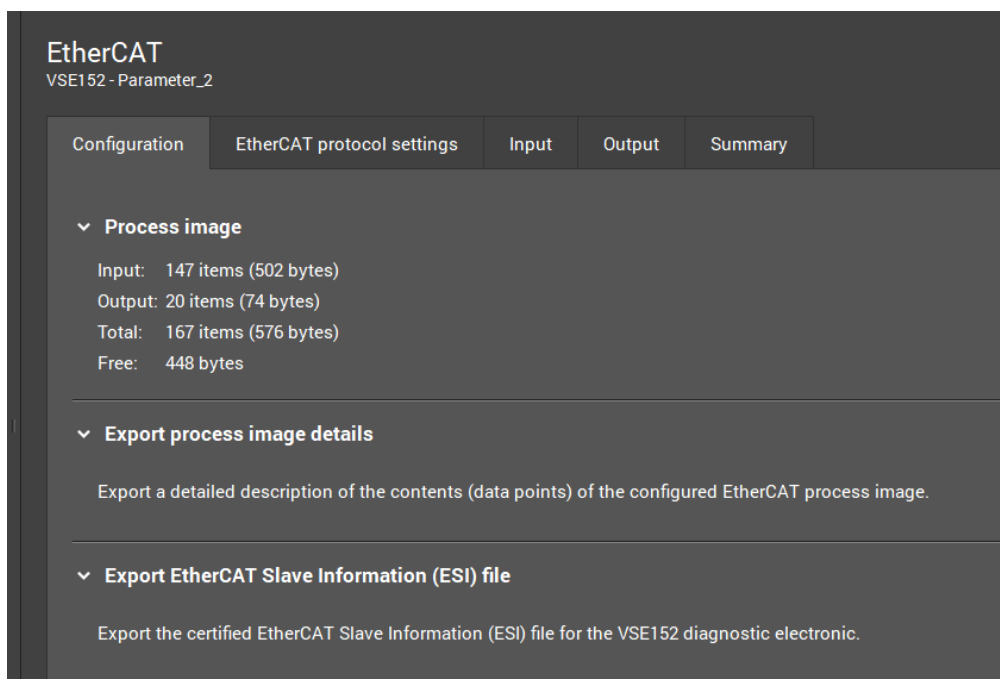 EtherCAT
VSE152 - Parameter_2
Configuration EtherCAT protocol settings Input Output Summary
Process image
Input: 147 items (502 bytes)
Output: 20 items (74 bytes)
Total: 167 items (576 bytes)
Free: 448 bytes
Export process image details
Export a detailed description of the contents (data points) of the configured EtherCAT process image.
Export EtherCAT Slave Information (ESI) file
Export the certified EtherCAT Slave Information (ESI) file for the VSE152 diagnostic electronic.